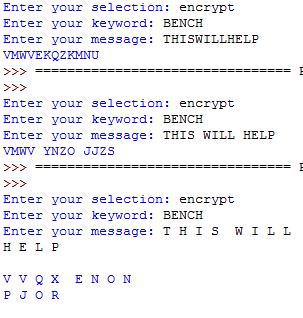 Enter your selection: encrypt
Enter your keyword: BENCH
Enter your message: THISWILLHELP
VMWVEKQZKMNU
>>> ================================
>>>
Enter your selection: encrypt
Enter your keyword: BENCH
Enter your message: THIS WILL HELP
VMWV YNZO JJZS
>>> ================================
>>>
Enter your selection: encrypt
Enter your keyword: BENCH
Enter your message: T H I S  W I L L
H E L P
V V Q X  E N O N
P J O R